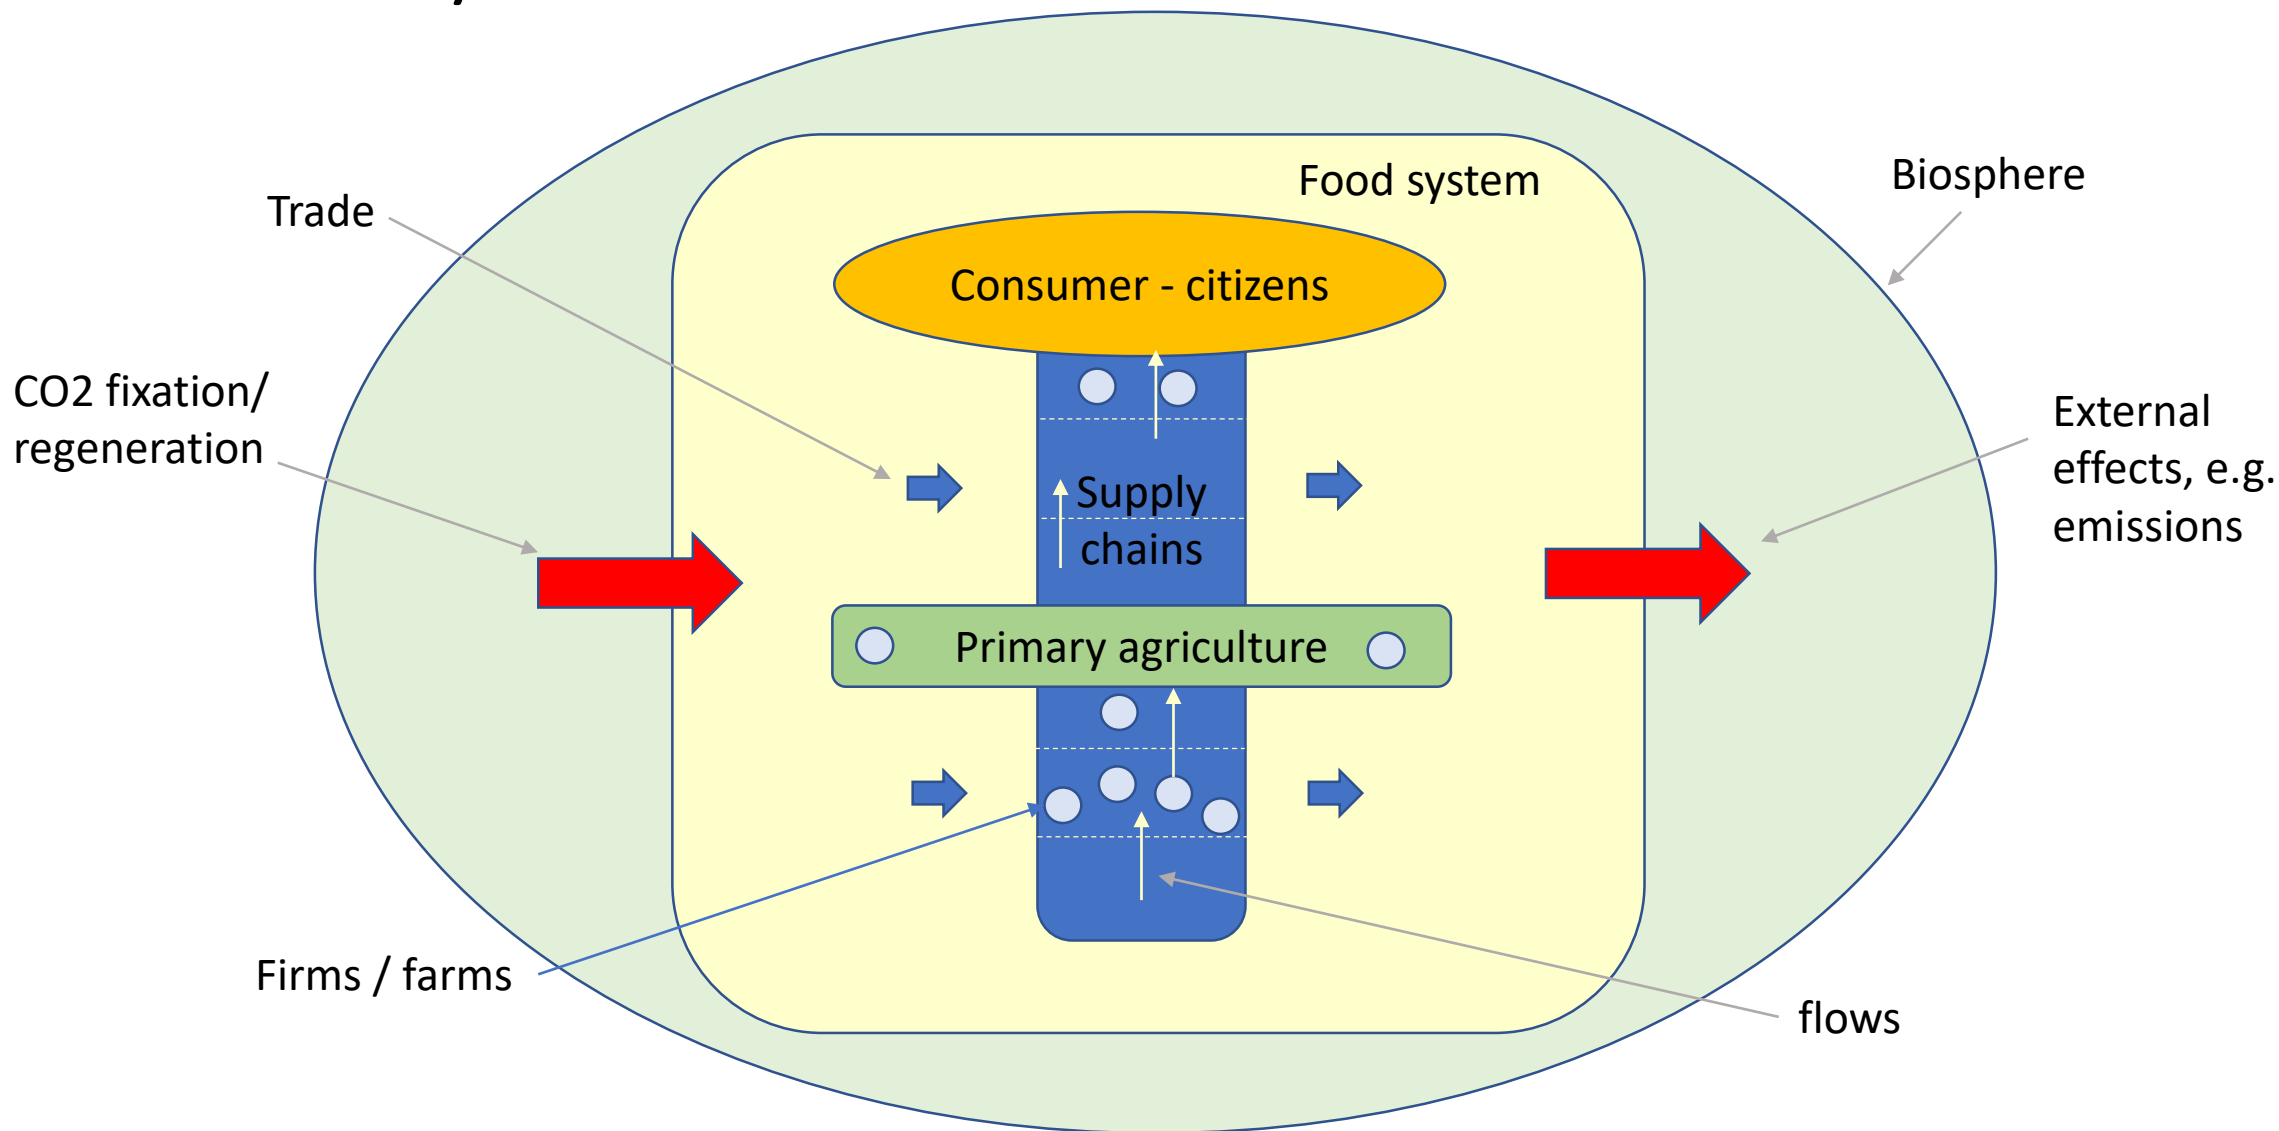 Food system
Biosphere
Trade
Consumer - citizens
CO2 fixation/
regeneration
External
effects, e.g.
emissions
Supply
chains
Primary agriculture
Firms / farms
flows